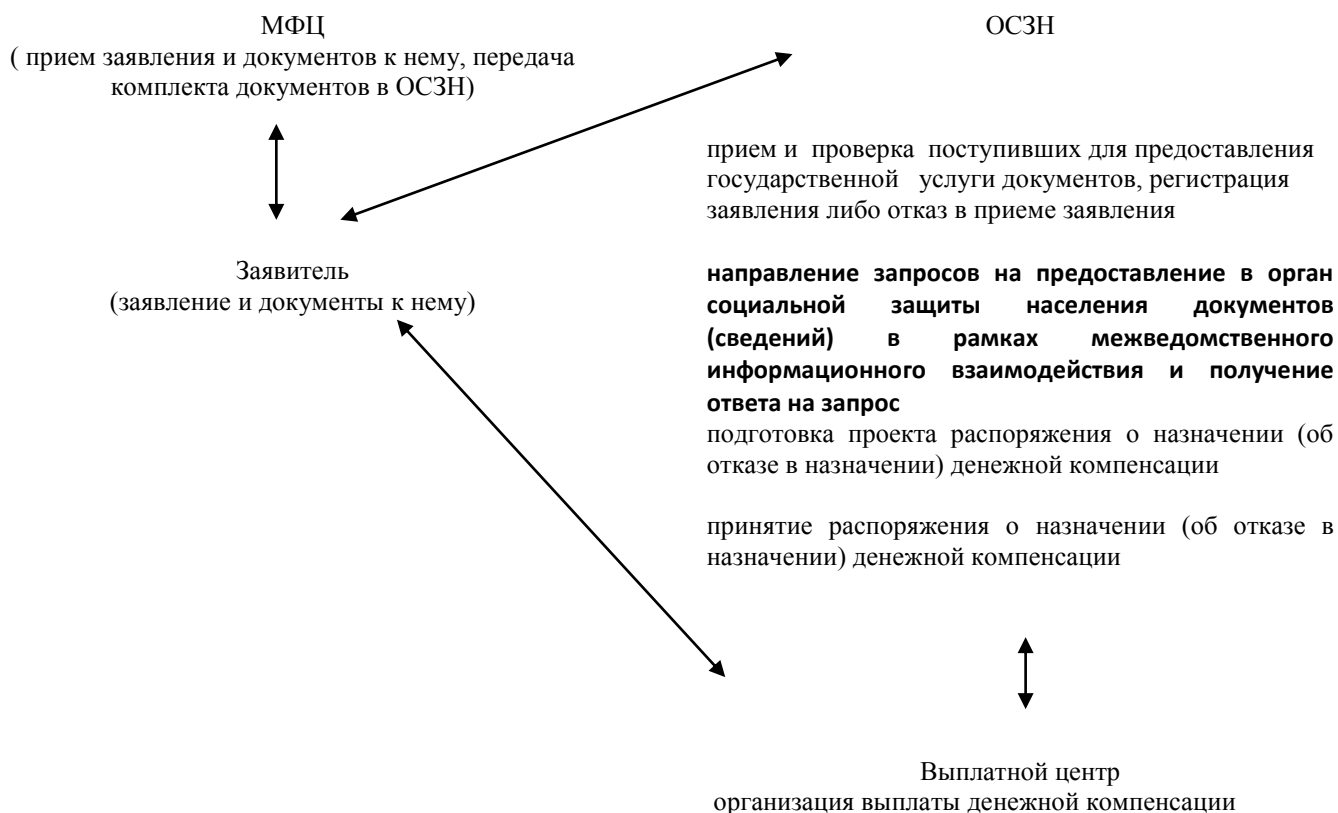 МФЦ
( прием заявления и документов к нему, передача
комплекта документов в ОСЗН)
Заявитель
(заявление и документы к нему)
ОСЗН
прием и проверка поступивших для предоставления
государственной услуги документов, регистрация
заявления либо отказ в приеме заявления
направление запросов на предоставление в орган
социальной защиты населения документов
(сведений) в рамках межведомственного
информационного взаимодействия и получение
ответа на запрос
подготовка проекта распоряжения о назначении (об
отказе в назначении) денежной компенсации
принятие распоряжения о назначении (об отказе в
назначении) денежной компенсации
Выплатной центр
организация выплаты денежной компенсации